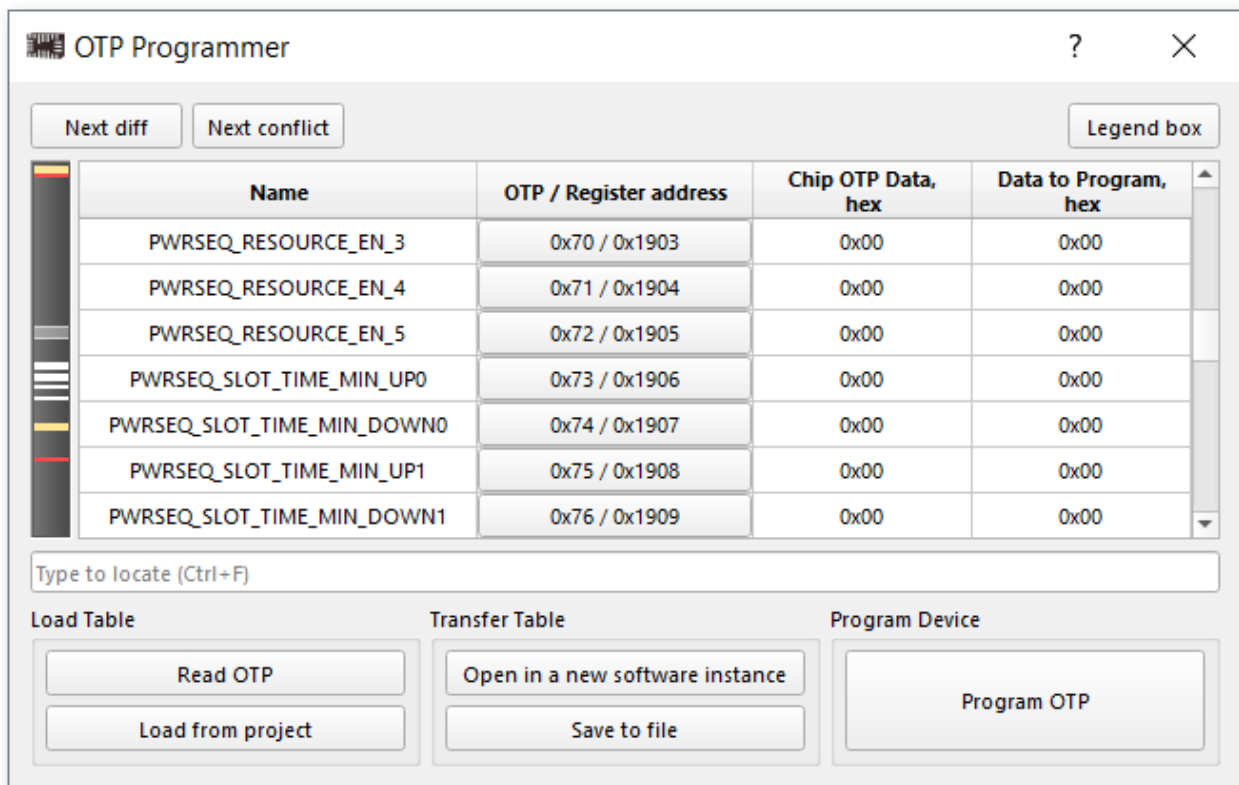 OTP Programmer ?
Next diff Next conflict Legend box
Name OTP / Register address Chip OTP Data, hex Data to Program, hex
PWRSEQ_RESOURCE_EN_3 0x70 / 0x1903 0x00 0x00
PWRSEQ_RESOURCE_EN_4 0x71 / 0x1904 0x00 0x00
PWRSEQ_RESOURCE_EN_5 0x72 / 0x1905 0x00 0x00
PWRSEQ_SLOT_TIME_MIN_UP0 0x73 / 0x1906 0x00 0x00
PWRSEQ_SLOT_TIME_MIN_DOWN0 0x74 / 0x1907 0x00 0x00
PWRSEQ_SLOT_TIME_MIN_UP1 0x75 / 0x1908 0x00 0x00
PWRSEQ_SLOT_TIME_MIN_DOWN1 0x76 / 0x1909 0x00 0x00
Type to locate (Ctrl+F)
Load Table Transfer Table Program Device
Read OTP Open in a new software instance Program OTP
Load from project Save to file